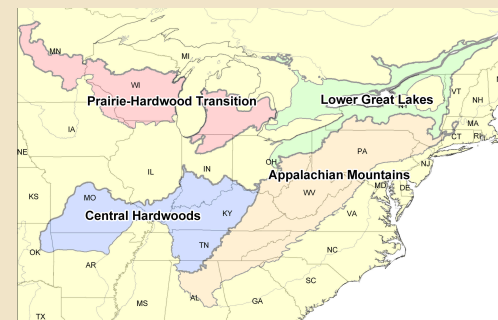 MN
MI
WI
Prairie-Hardwood Transition
Lower Great Lakes
NY
VT
NH
MA
CT
RI
IA
PA
NE
IL
IN
OH
NJ
Appalachian Mountains
MD
DE
KS
MO
WV
Central Hardwoods
KY
VA
TN
NC
OK
AR
SC
MS
AL
GA
TX